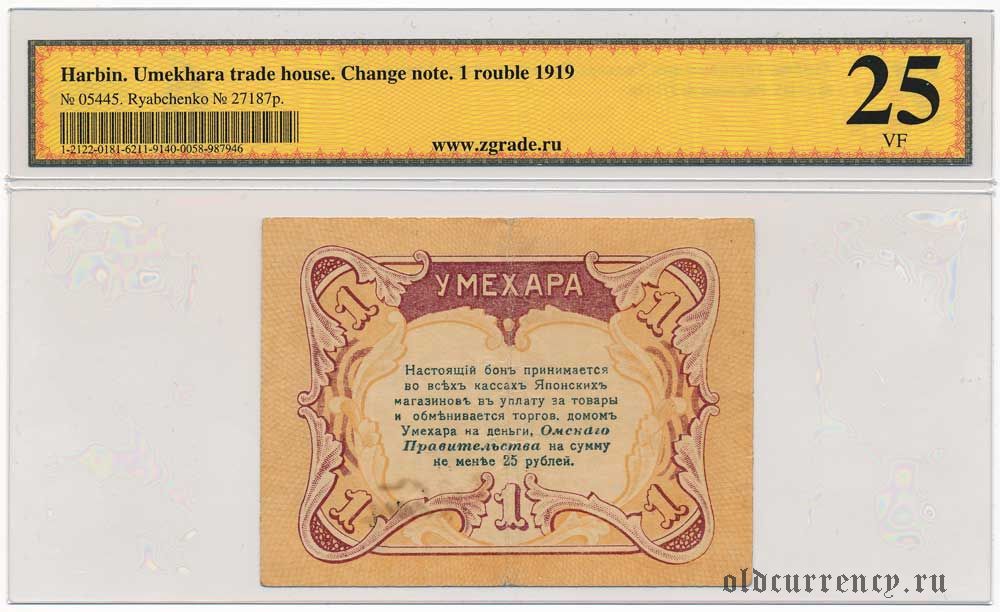 Harbin. Umekhara trade house. Change note. 1 rouble 1919
№ 05445. Ryabchenko № 27187р.
1-2122-0181-6211-9140-0058-987946
www.zgrade.ru
25
VF
УМЕХАРА
1 1
Настоящій бонъ принимается
во всѣхъ кассахъ Японскихъ
магазиновъ въ уплату за товары
и обмѣнивается торгов. домомъ
Умехара на деньги, Омскаго
Правительства на сумму
не менѣе 25 рублей.
1 1 1
oldcurrency.ru